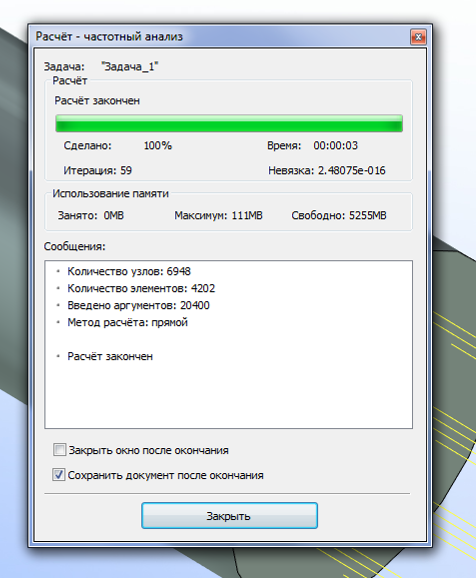 Расчёт - частотный анализ
Задача: "Задача_1"
Расчёт
Расчёт закончен
Сделано: 100% Время: 00:00:03
Итерация: 59 Невязка: 2.48075e-016
Использование памяти
Занято: 0MB Максимум: 111MB Свободно: 5255MB
Сообщения:
• Количество узлов: 6948
• Количество элементов: 4202
• Введено аргументов: 20400
• Метод расчёта: прямой
• Расчёт закончен
Закрыть окно после окончания
Сохранить документ после окончания
Закрыть